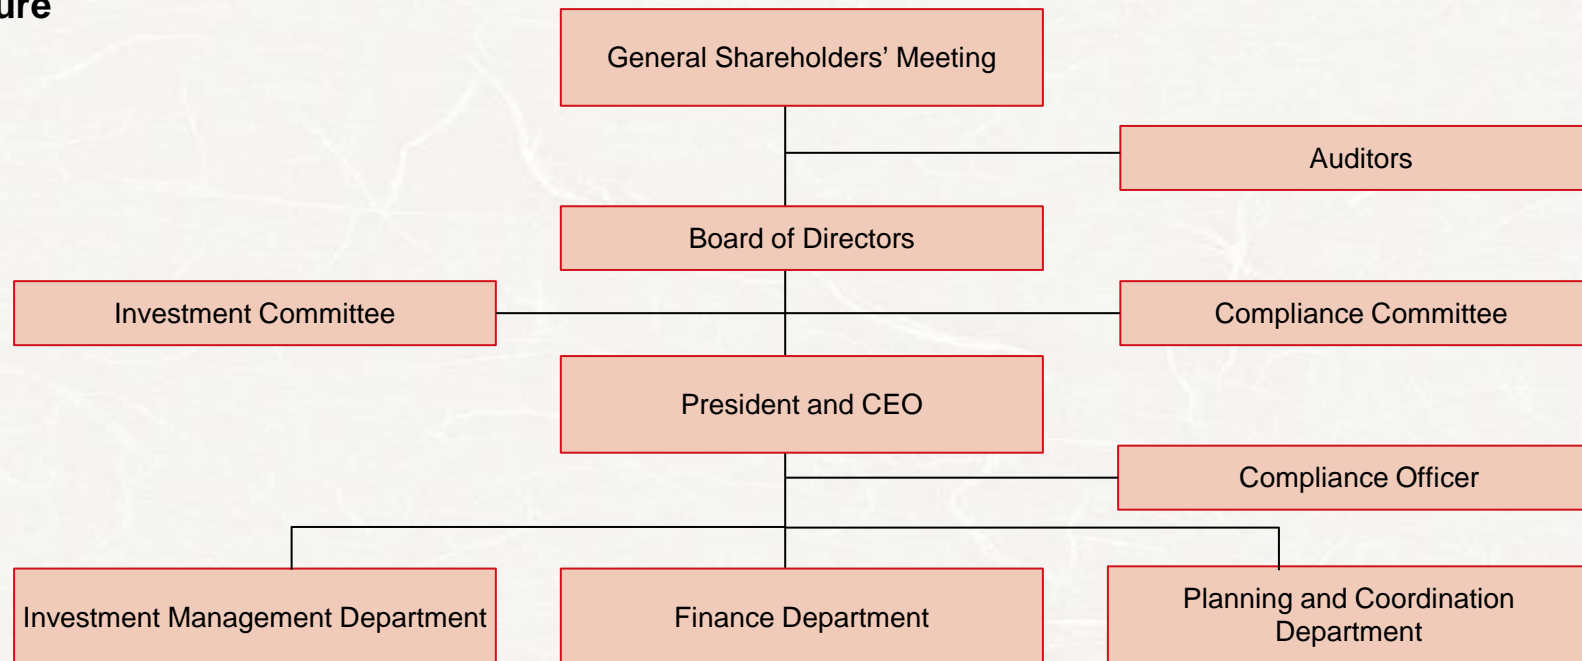 General Shareholders’ Meeting
Auditors
Board of Directors
Investment Committee
Compliance Committee
President and CEO
Compliance Officer
Investment Management Department
Finance Department
Planning and Coordination
Department